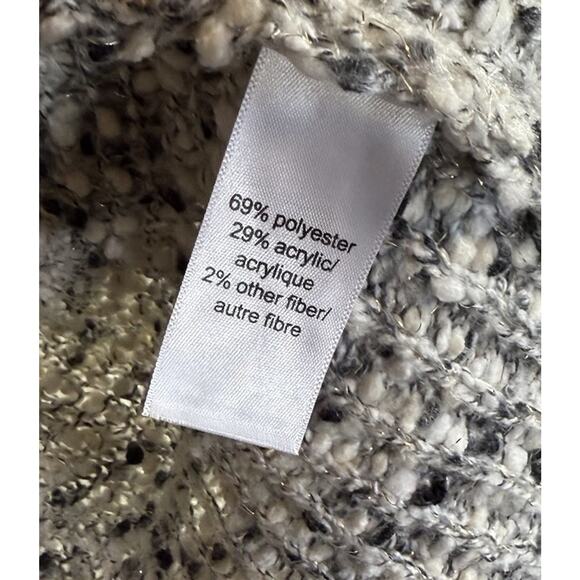 69% polyester
29% acrylic/
acrylique
2% other fiber/
autre fibre